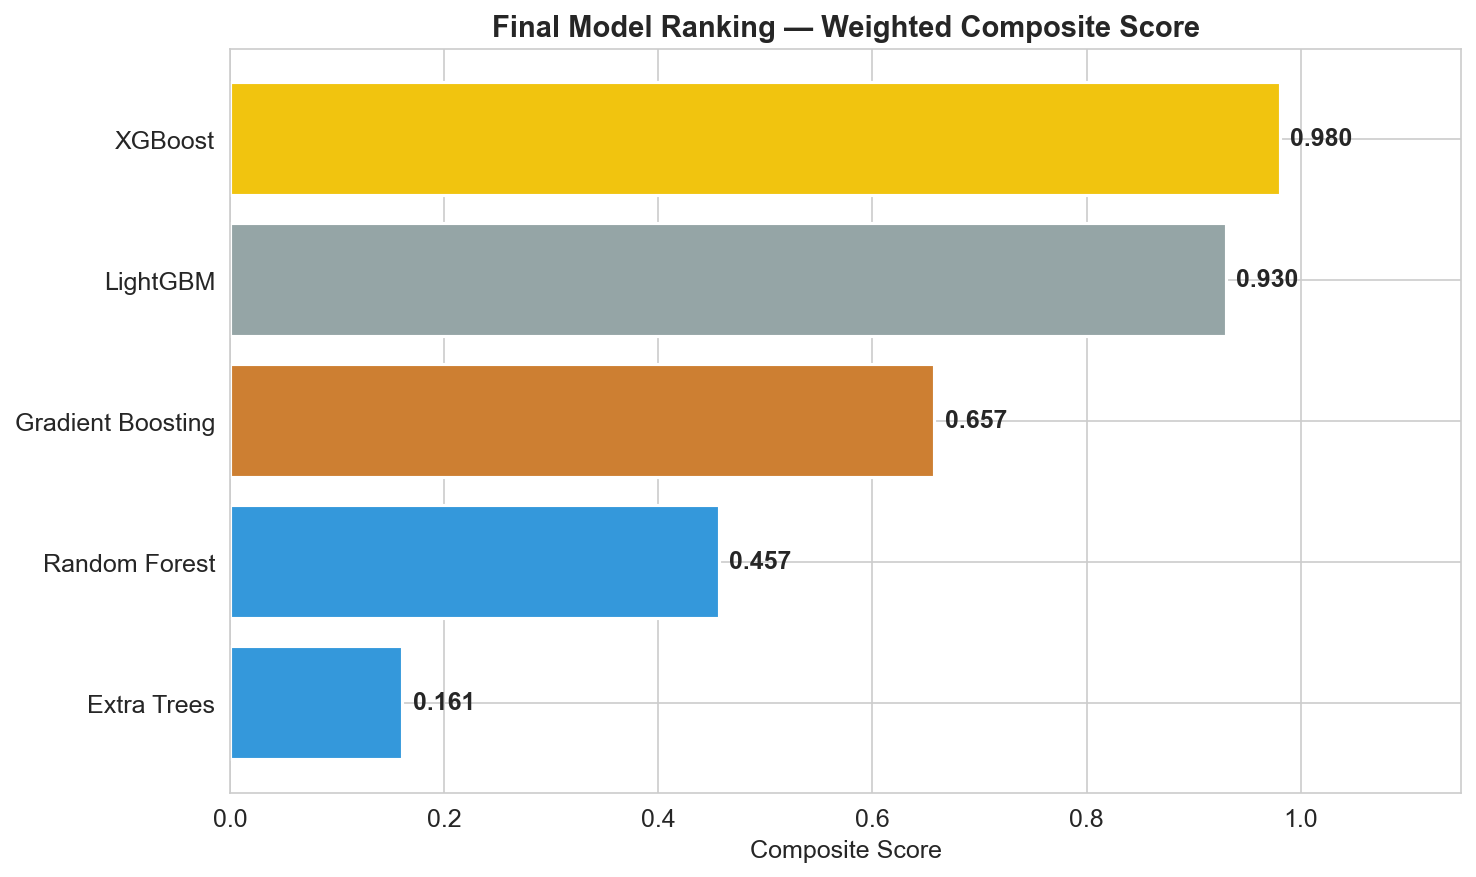 Final Model Ranking — Weighted Composite Score
XGBoost
0.980
LightGBM
0.930
Gradient Boosting
0.657
Random Forest
0.457
Extra Trees
0.161
0.0 0.2 0.4 0.6 0.8 1.0
Composite Score